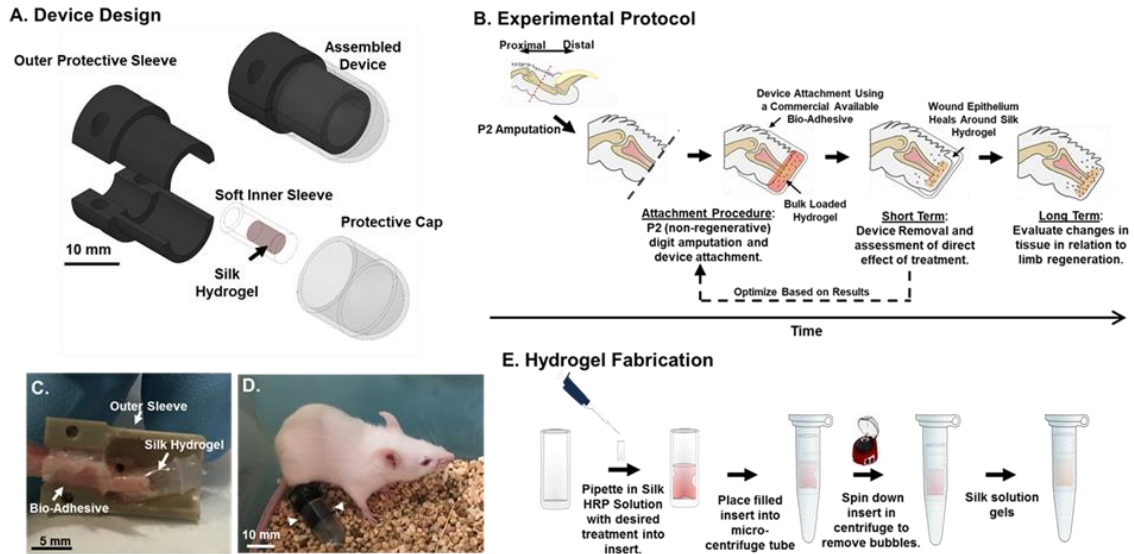 A. Device Design
Outer Protective Sleeve
Assembled
Device
Soft Inner Sleeve
Protective Cap
10 mm
Silk
Hydrogel
B. Experimental Protocol
Proximal Distal
P2 Amputation
Device Attachment Using
a Commercial Available
Bio-Adhesive
Wound Epithelium
Heals Around Silk
Hydrogel
Bulk Loaded
Hydrogel
Attachment Procedure:
P2 (non-regenerative)
digit amputation and
device attachment.
Short Term:
Device Removal and
assessment of direct
effect of treatment.
Long Term:
Evaluate changes in
tissue in relation to
limb regeneration.
Optimize Based on Results
Time
C.
Outer Sleeve
Silk Hydrogel
Bio-Adhesive
5 mm
D.
10 mm
E. Hydrogel Fabrication
Pipette in Silk
HRP Solution
with desired
treatment into
insert.
Place filled
insert into
micro-
centrifuge tube
Spin down
insert in
centrifuge to
remove bubbles.
Silk solution
gels